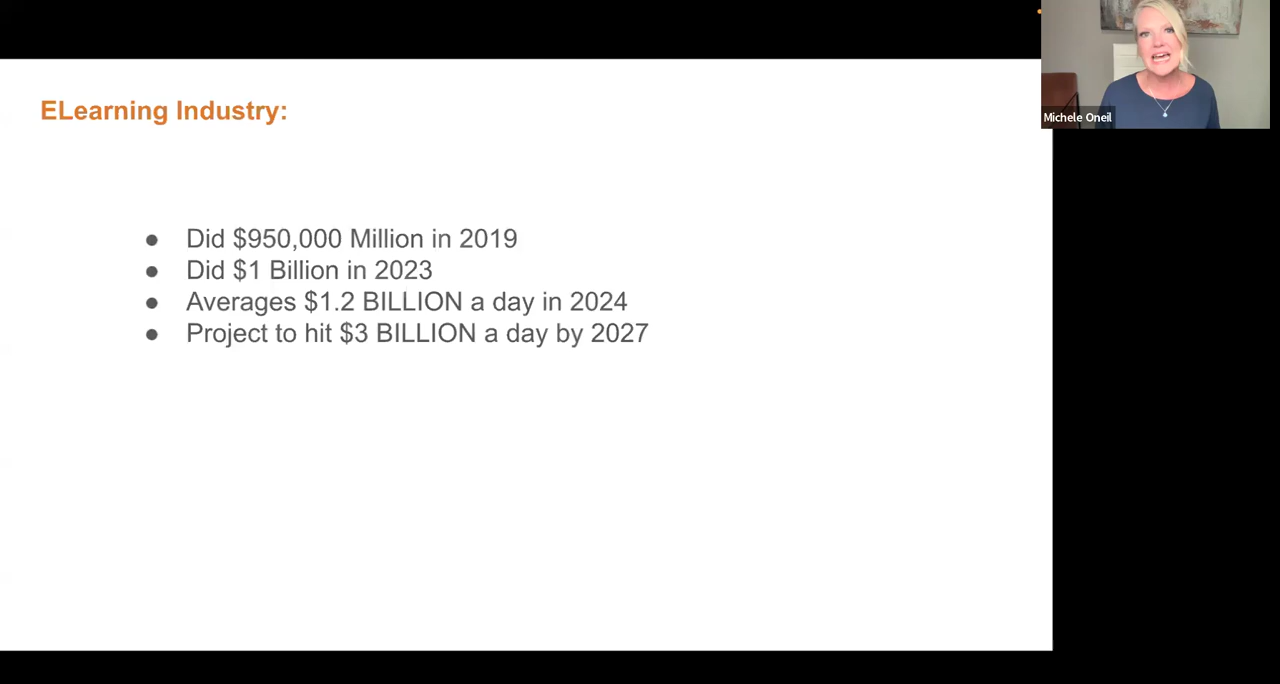 ELearning Industry:
Michele Oneil
● Did $950,000 Million in 2019
● Did $1 Billion in 2023
● Averages $1.2 BILLION a day in 2024
● Project to hit $3 BILLION a day by 2027